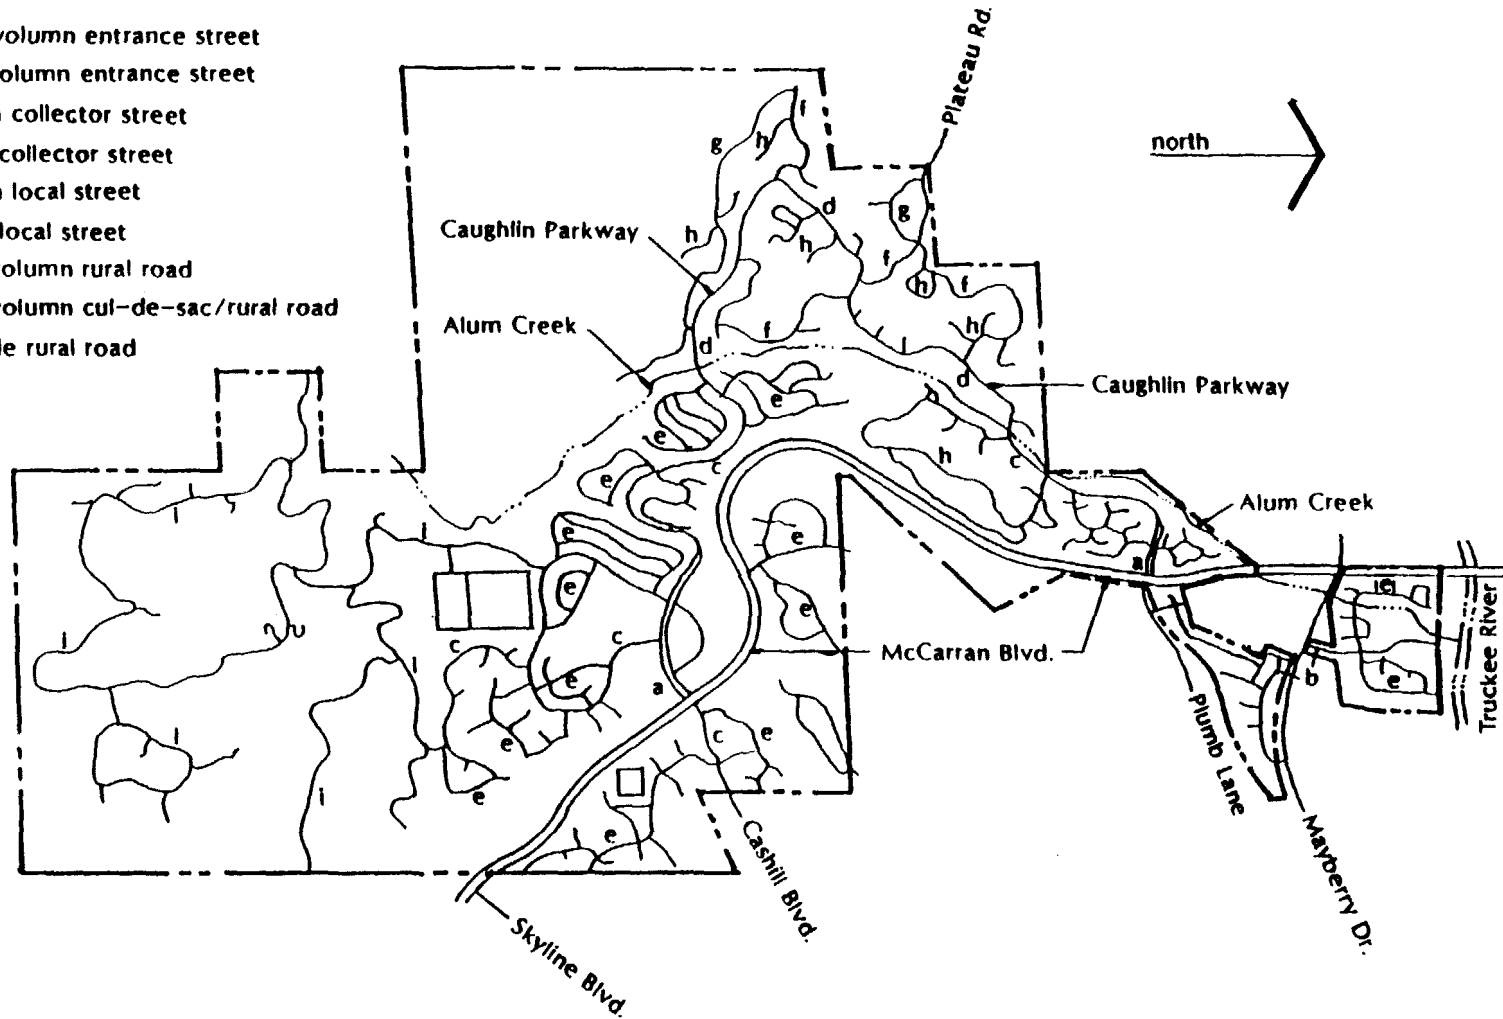 volumn entrance street
olumn entrance street
collector street
collector street
local street
local street
volumn rural road
volumn cul-de-sac/rural road
le rural road
Plateau Rd.
north
Caughlin Parkway
Alum Creek
Caughlin Parkway
Alum Creek
McCarran Blvd.
Truckee River
Plumb Lane
Mayberry Dr.
Cashill Blvd.
Skyline Blvd.
f
g
h
d
g
h
h
f
h
f
f
h
d
d
e
e
h
h
c
c
e
e
e
a
i
i
e
e
e
i
c
c
e
a
b
e
i
e
c
e
i
e
i
e
e